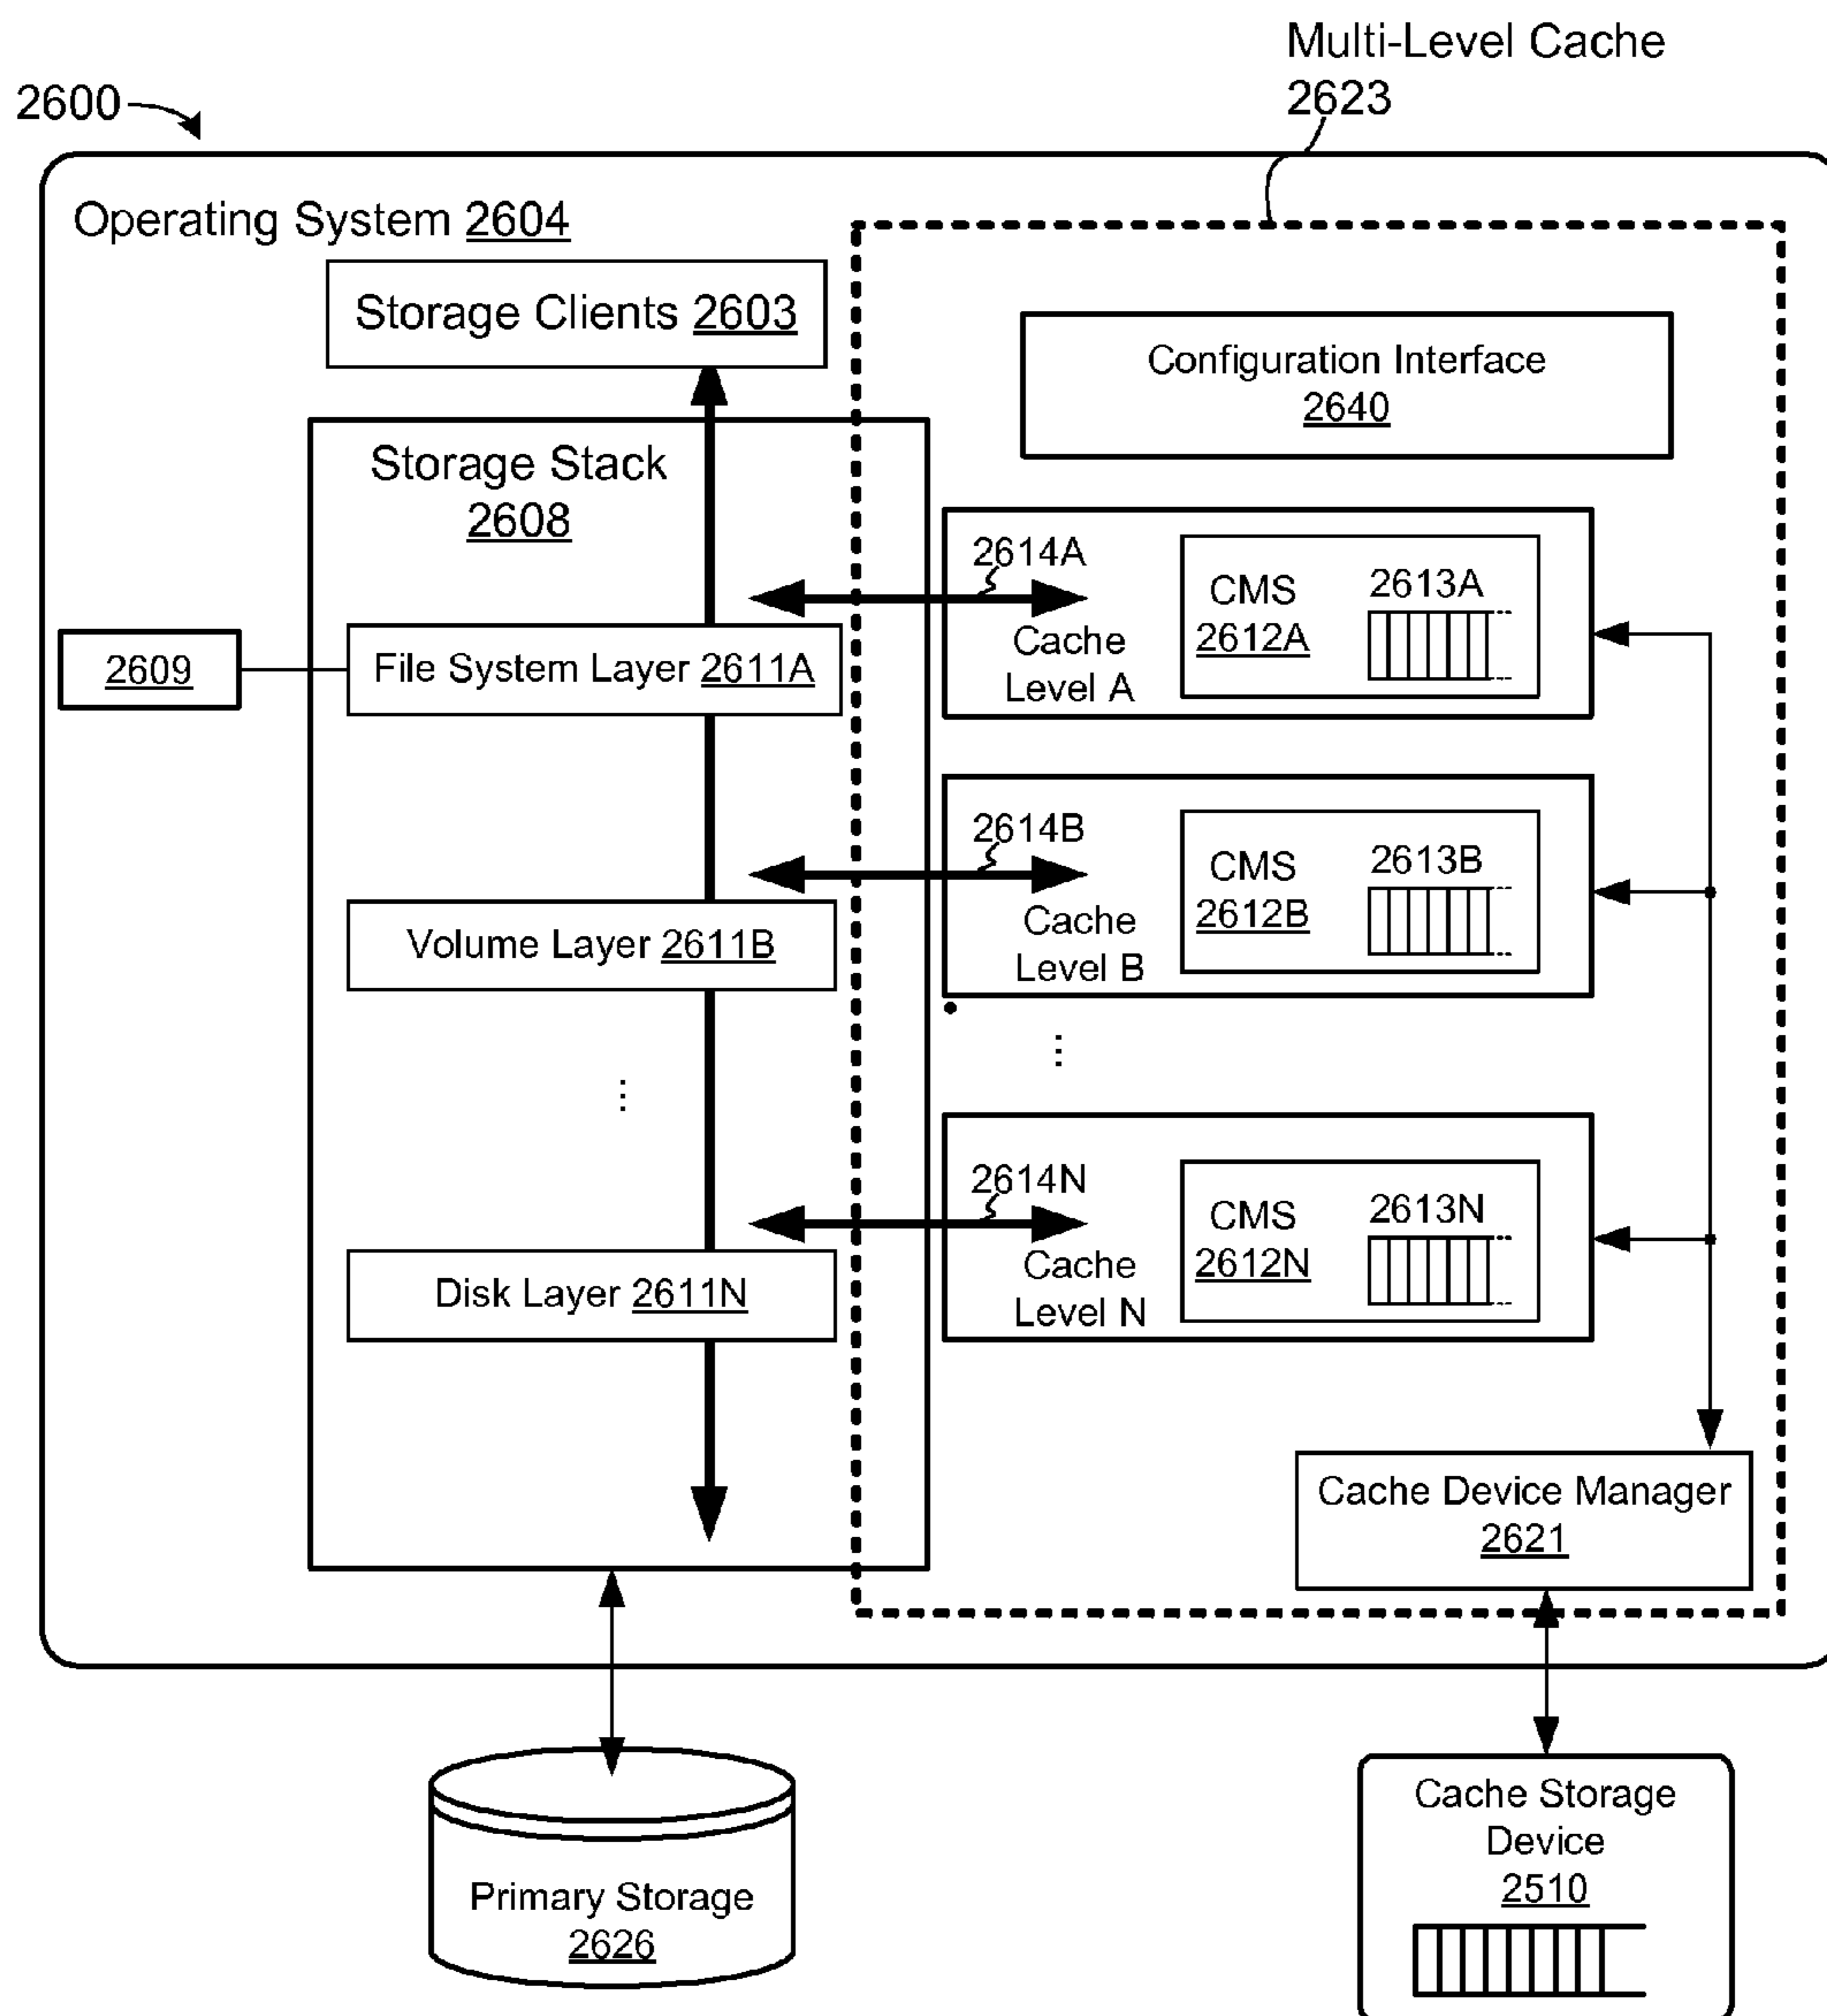 Multi-Level Cache
2623
2600
Operating System 2604
Storage Clients 2603
Configuration Interface
2640
Storage Stack
2608
2614A
Cache
Level A
CMS
2612A
2613A
2609
File System Layer 2611A
2614B
Cache
Level B
CMS
2612B
2613B
Volume Layer 2611B
⋮
⋮
2614N
Cache
Level N
CMS
2612N
2613N
Disk Layer 2611N
Cache Device Manager
2621
Primary Storage
2626
Cache Storage
Device
2510